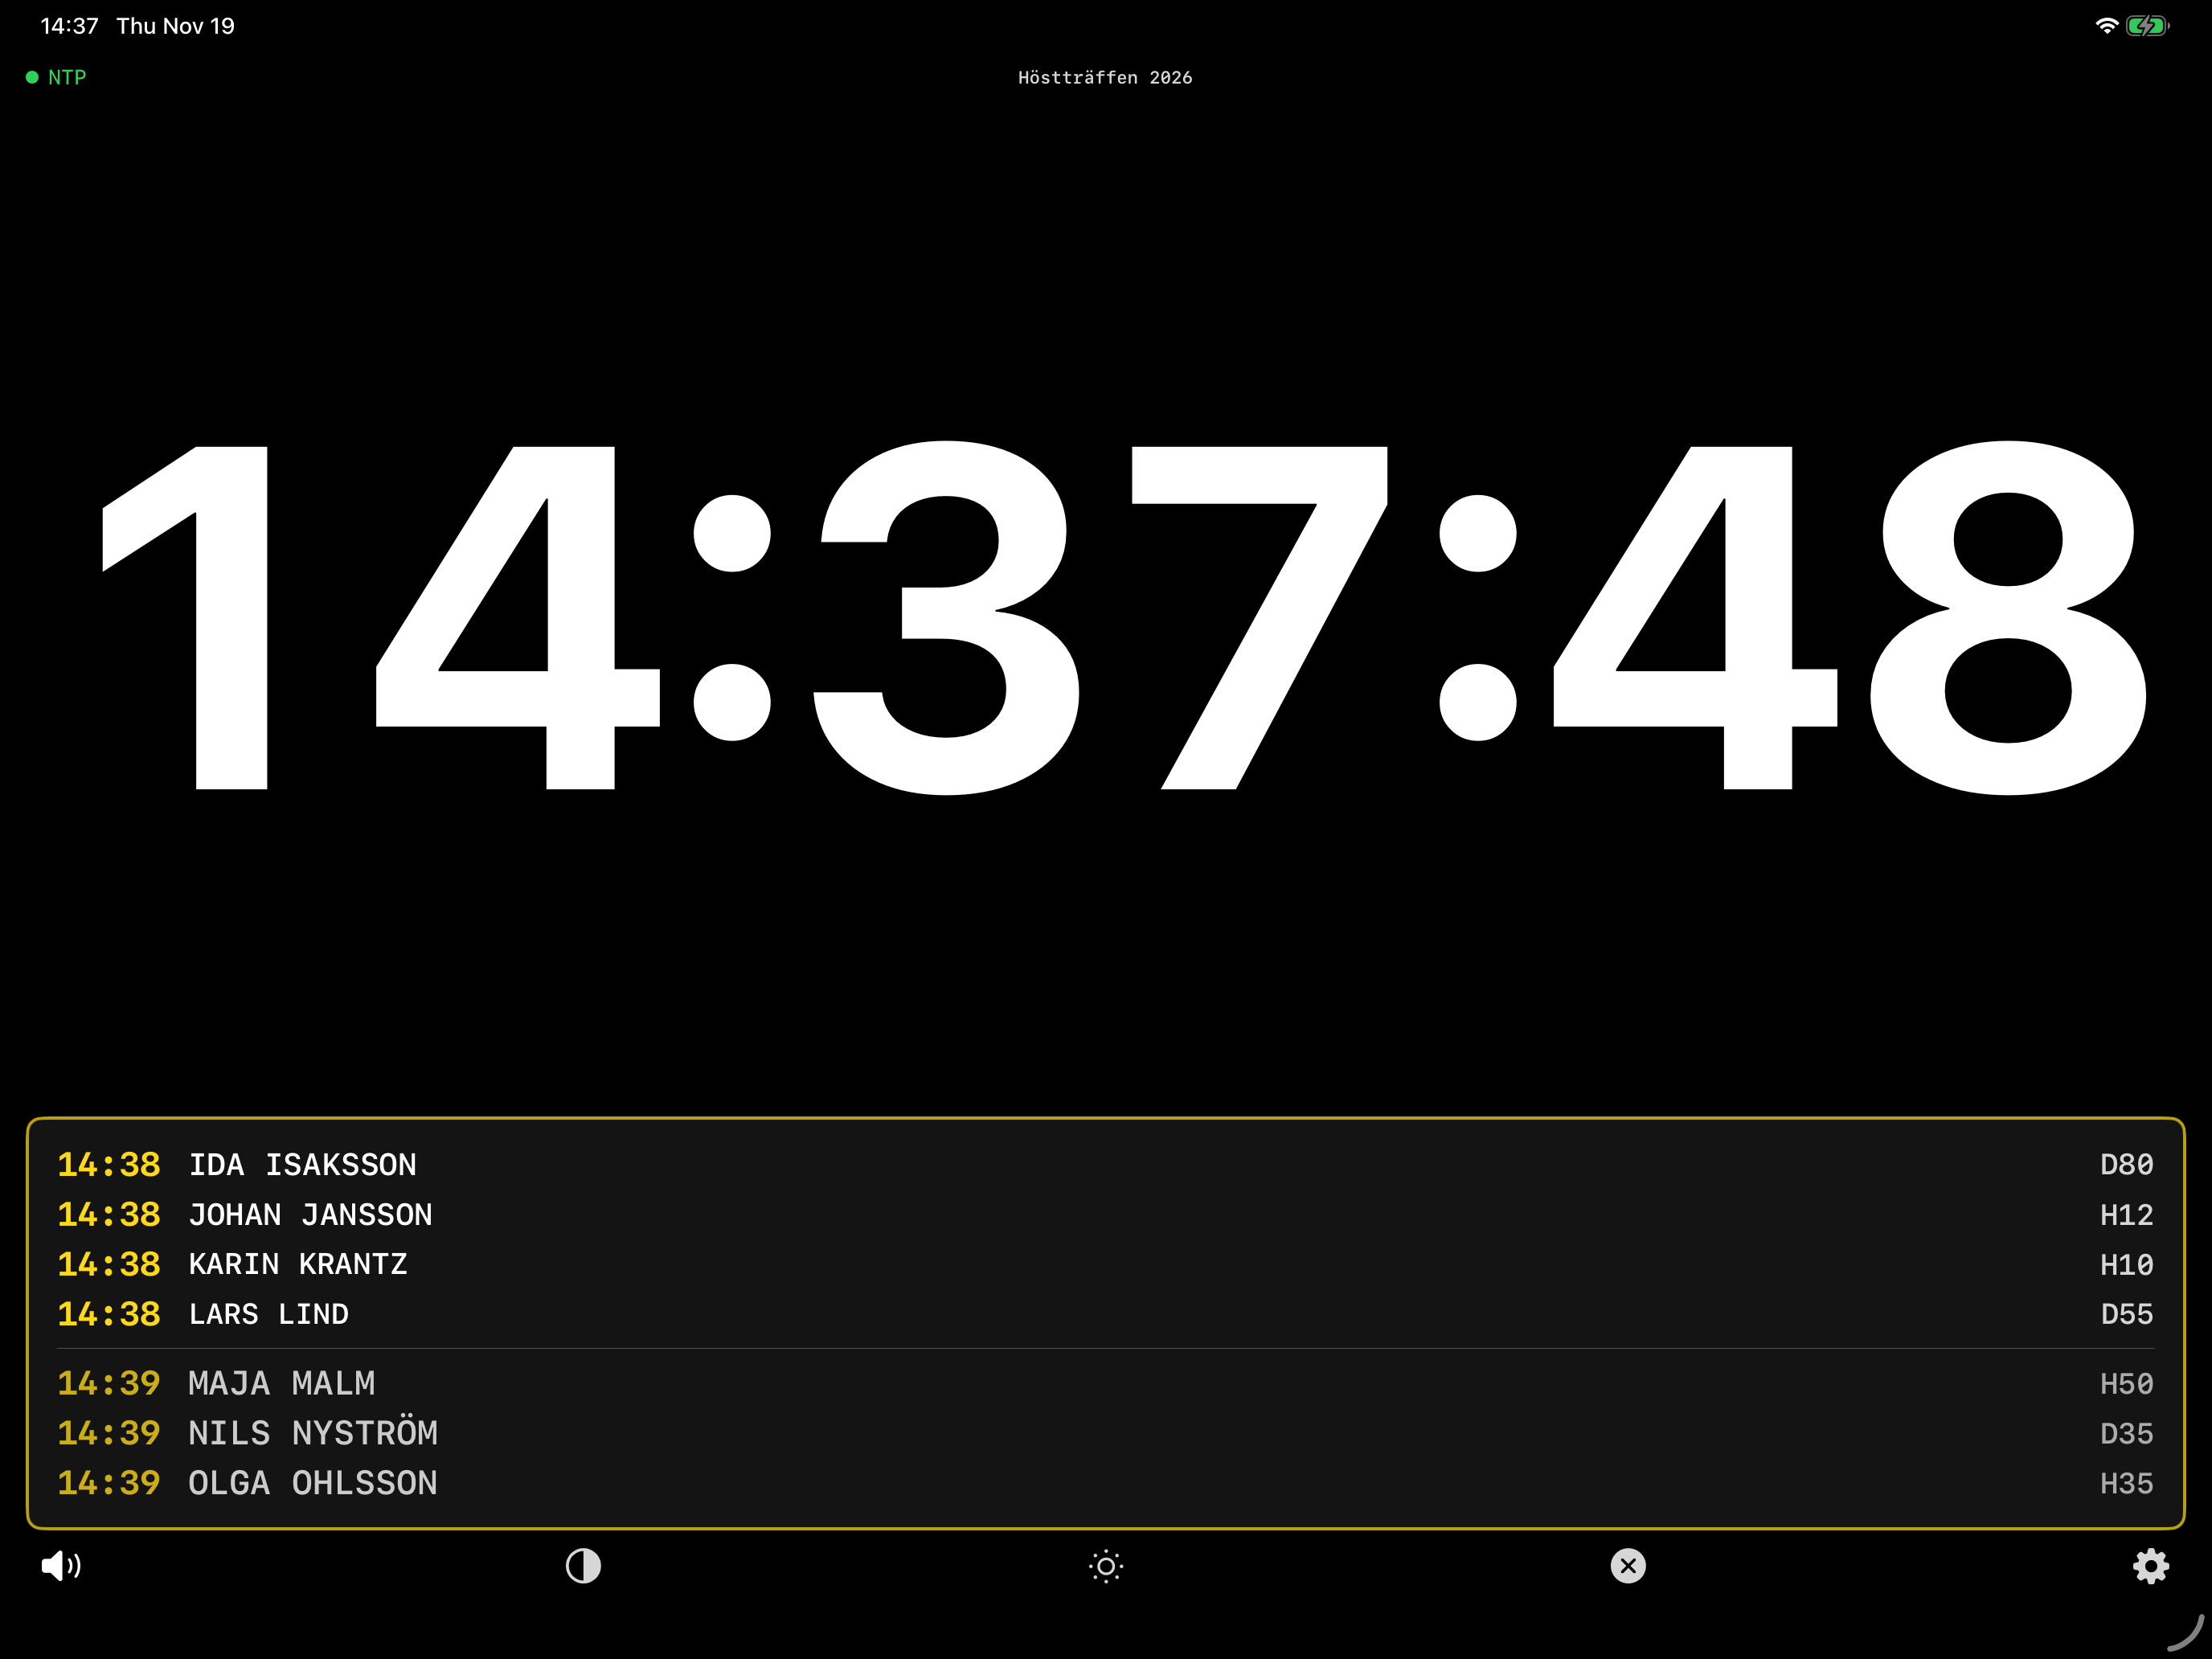 14:37 Thu Nov 19
NTP
Höstträffen 2026
14:37:48
14:38 IDA ISAKSSON D80
14:38 JOHAN JANSSON H12
14:38 KARIN KRANTZ H10
14:38 LARS LIND D55
14:39 MAJA MALM H50
14:39 NILS NYSTRÖM D35
14:39 OLGA OHLSSON H35